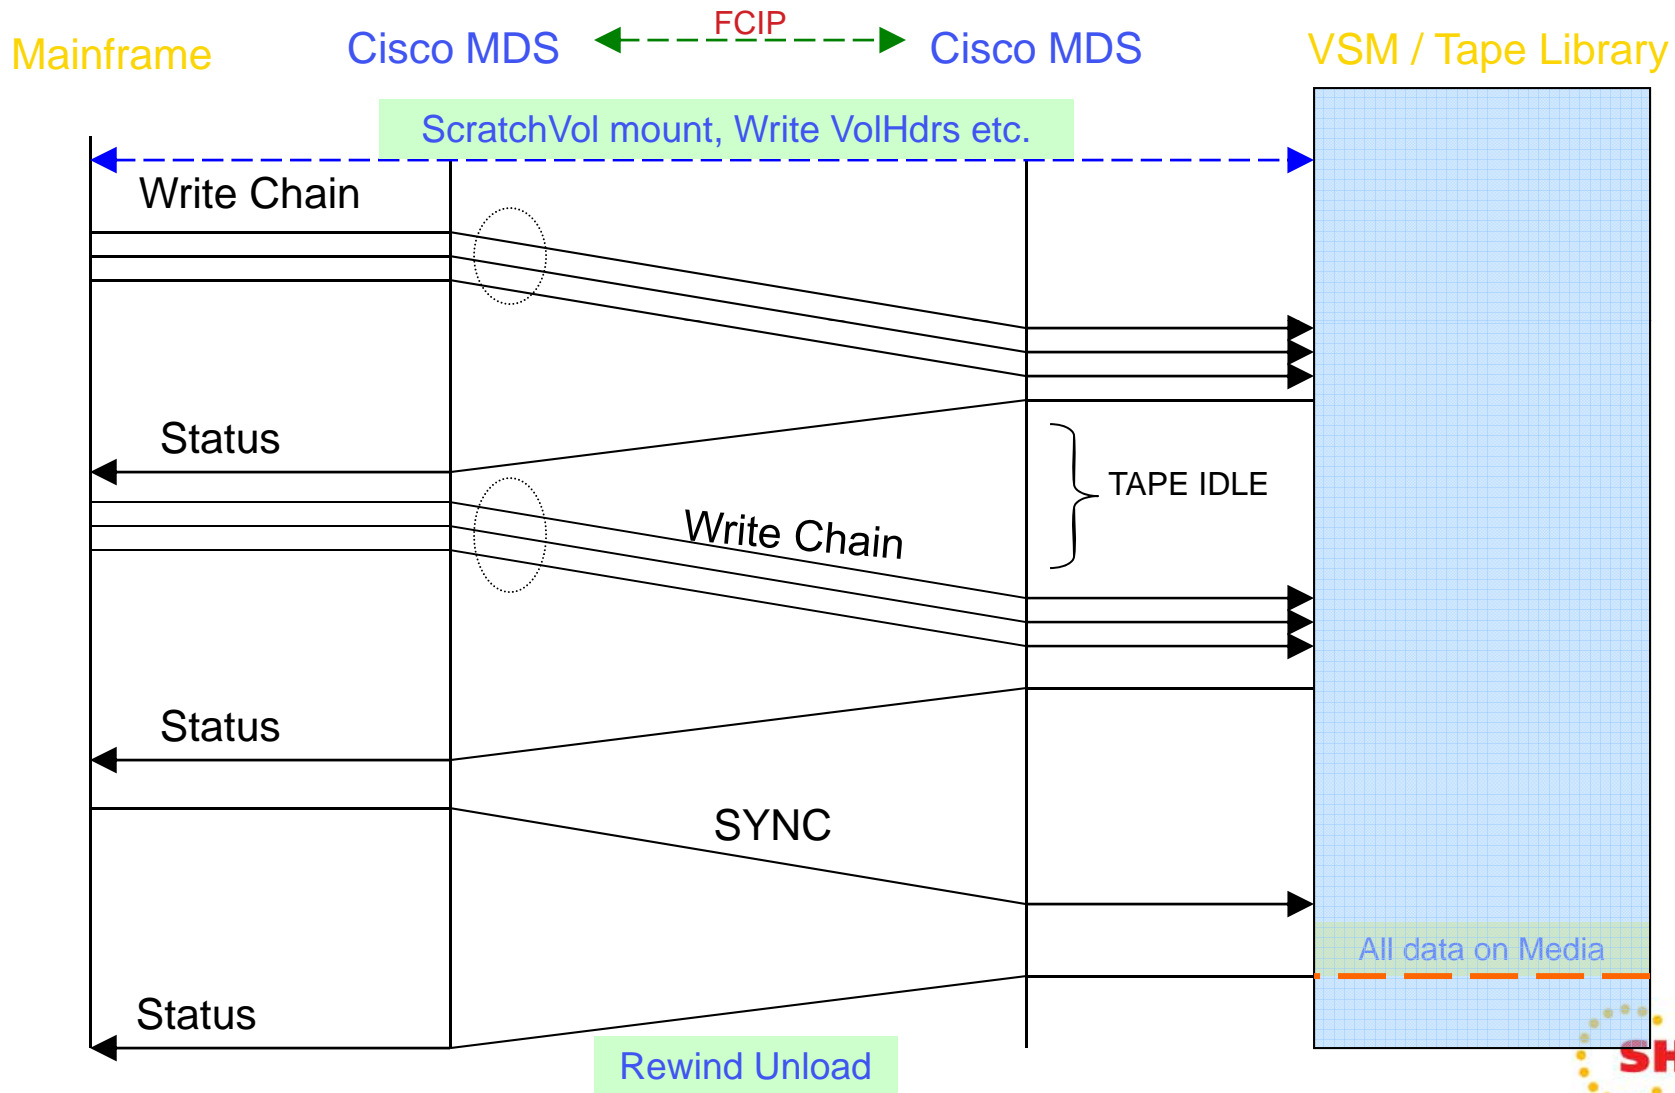 FCIP
Mainframe
Cisco MDS
Cisco MDS
VSM / Tape Library
ScratchVol mount, Write VolHdrs etc.
Write Chain
Status
TAPE IDLE
Write Chain
Status
SYNC
All data on Media
Status
Rewind Unload
SH